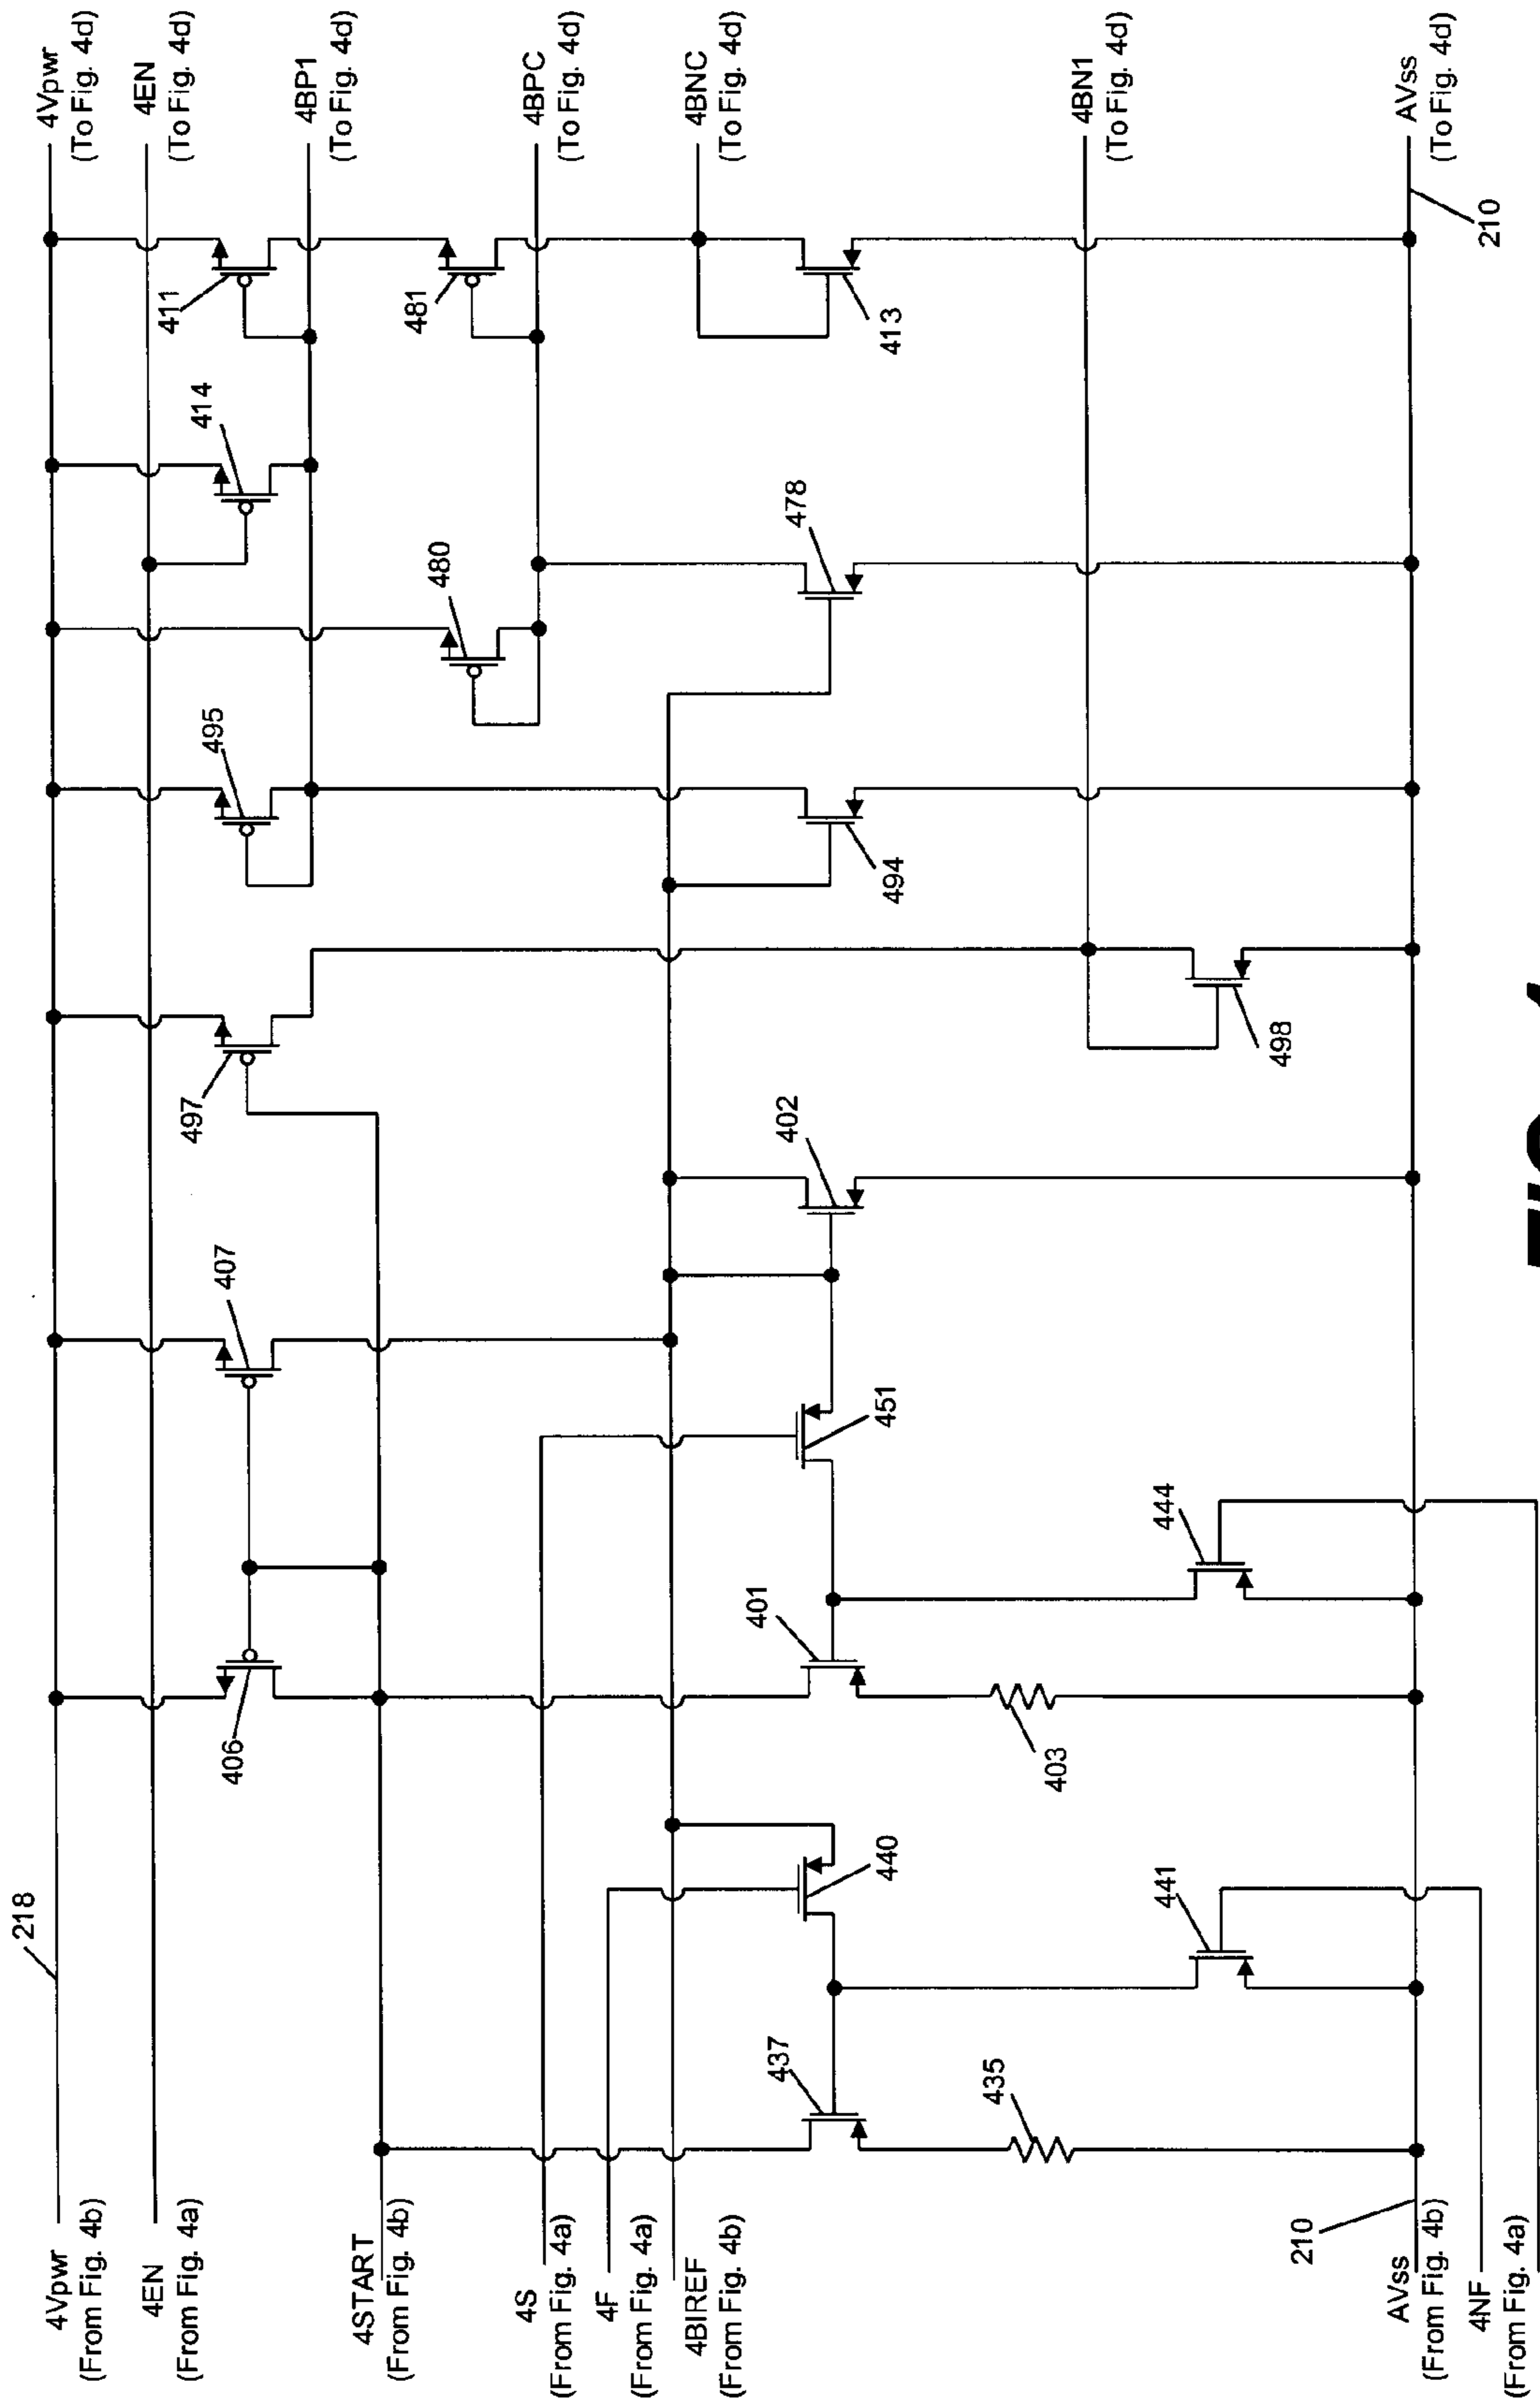 4Vpwr
(From Fig. 4b)
218
4Vpwr
(To Fig. 4d)
4EN
(From Fig. 4a)
4EN
(To Fig. 4d)
411
414
495
497
407
406
4BP1
(To Fig. 4d)
4START
(From Fig. 4b)
480
481
4BPC
(To Fig. 4d)
4S
(From Fig. 4a)
4F
(From Fig. 4a)
4BIREF
(From Fig. 4b)
4BNC
(To Fig. 4d)
437
440
401
451
402
494
478
413
435
403
441
444
498
4BN1
(To Fig. 4d)
210
AVss
(From Fig. 4b)
AVss
(To Fig. 4d)
210
4NF
(From Fig. 4a)